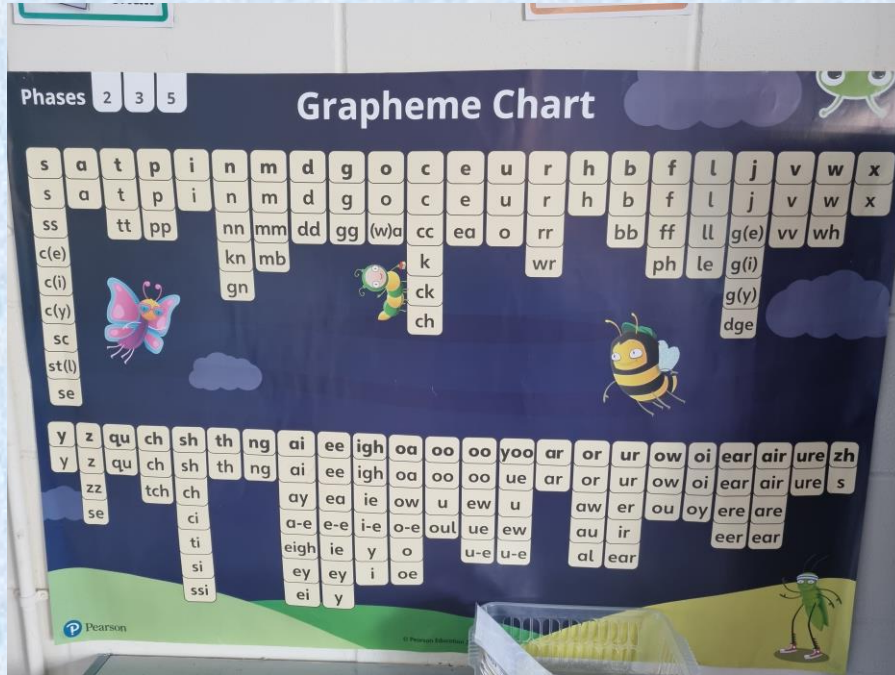 Phases 2 3 5
Grapheme Chart
s a t p i n m d g o c e u r h b f l j v w x
s a t p i n m d g o c e u r h b f l j v w x
ss tt pp nn mm dd gg (w)a cc ea o rr bb ff ll g(e) vv wh
c(e) kn mb k wr ph le g(i)
c(i) gn ck g(y)
c(y) ch dge
sc
st(l)
se
y z qu ch sh th ng ai ee igh oa oo oo yoo ar or ur ow oi ear air ure zh
y z qu ch sh th ng ai ee igh oa oo oo ue ar or ur ow oi ear air ure s
zz tch ch ay ea ie ow u ew u aw er ou oy ere are
se ci a-e e-e i-e o-e oul ue ew au ir eer ear
ti eigh ie y o u-e u-e al ear
si ey ey i oe
ssi ei y
Pearson
© Pearson Education